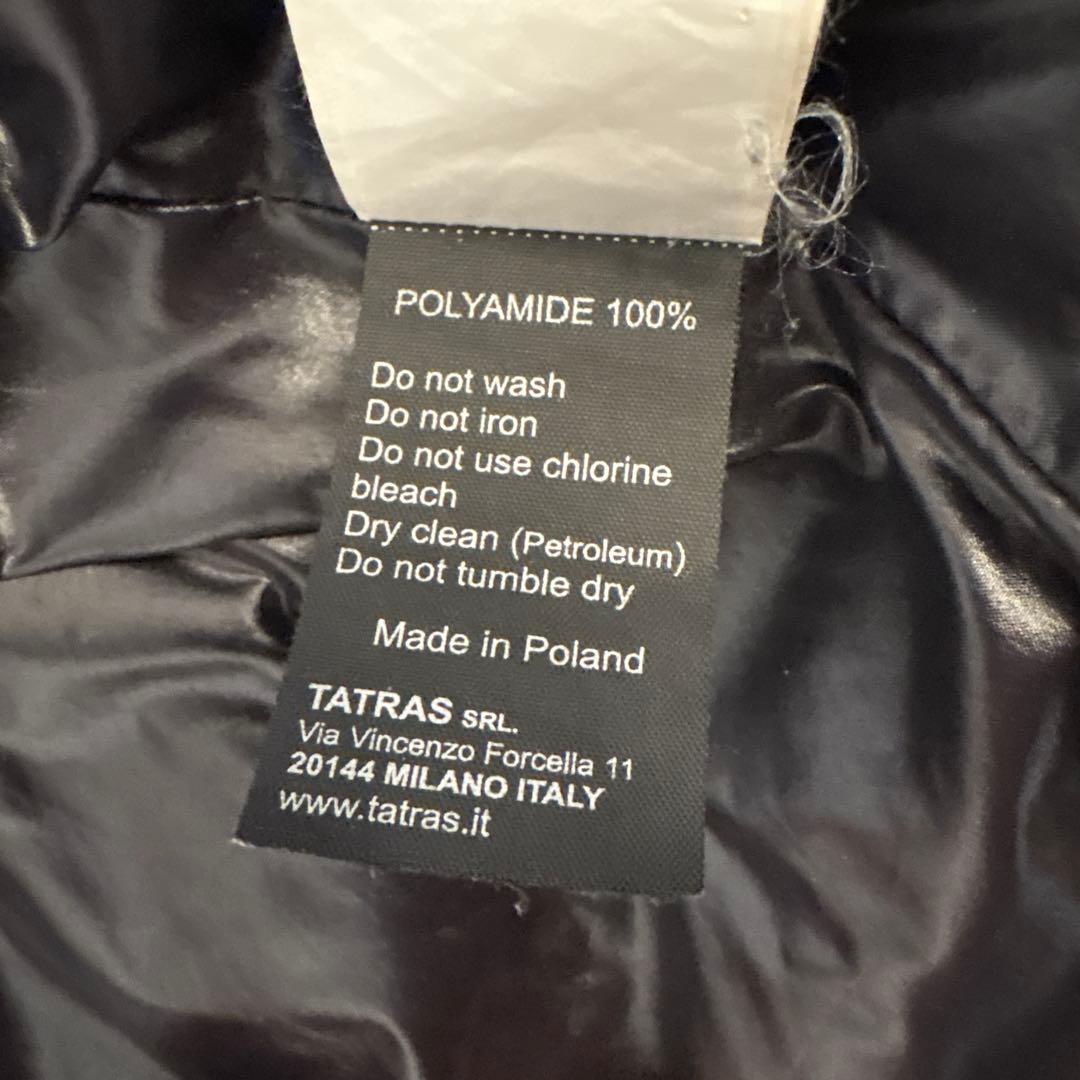 POLYAMIDE 100%
Do not wash
Do not iron
Do not use chlorine
bleach
Dry clean (Petroleum)
Do not tumble dry
Made in Poland
TATRAS SRL.
Via Vincenzo Forcella 11
20144 MILANO ITALY
www.tatras.it